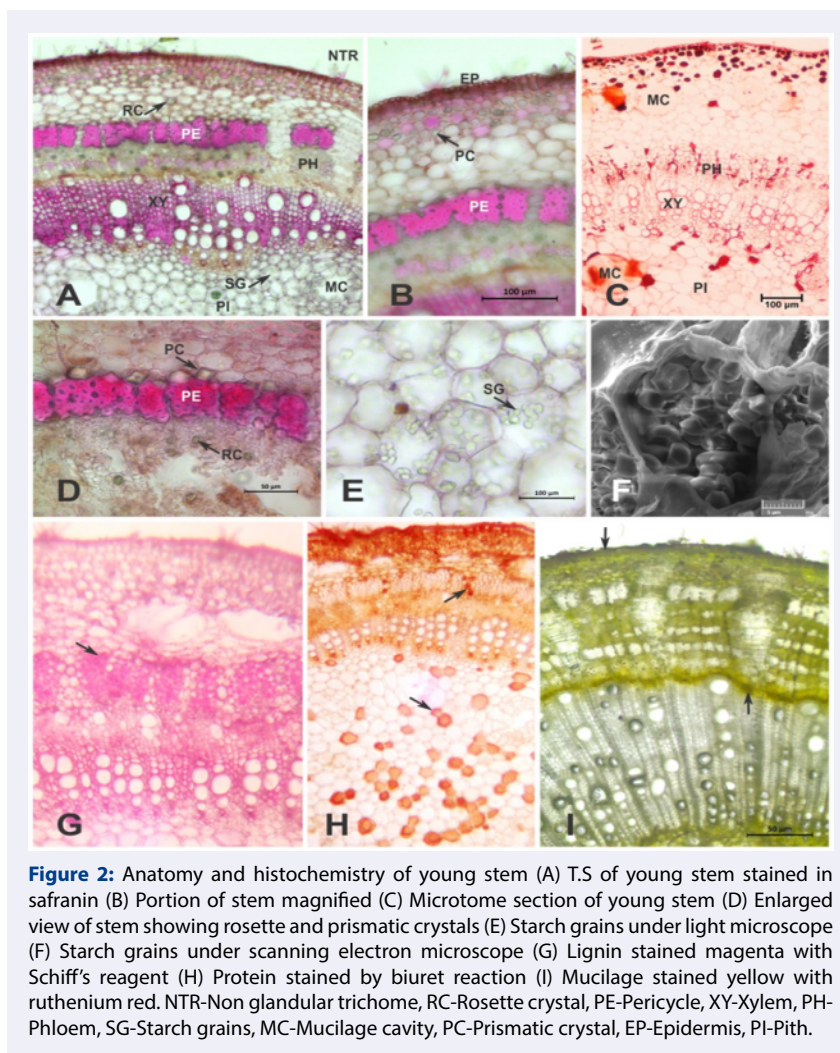 NTR
RC
PE
PH
XY
SG
MC
PI
A
EP
PC
PE
B
100 µm
MC
PH
XY
MC
PI
C
100 µm
PC
PE
RC
D
50 µm
SG
E
100 µm
F
G
H
I
50 µm
Figure 2: Anatomy and histochemistry of young stem (A) T.S of young stem stained in
safranin (B) Portion of stem magnified (C) Microtome section of young stem (D) Enlarged
view of stem showing rosette and prismatic crystals (E) Starch grains under light microscope
(F) Starch grains under scanning electron microscope (G) Lignin stained magenta with
Schiff's reagent (H) Protein stained by biuret reaction (I) Mucilage stained yellow with
ruthenium red. NTR-Non glandular trichome, RC-Rosette crystal, PE-Pericycle, XY-Xylem, PH-
Phloem, SG-Starch grains, MC-Mucilage cavity, PC-Prismatic crystal, EP-Epidermis, PI-Pith.